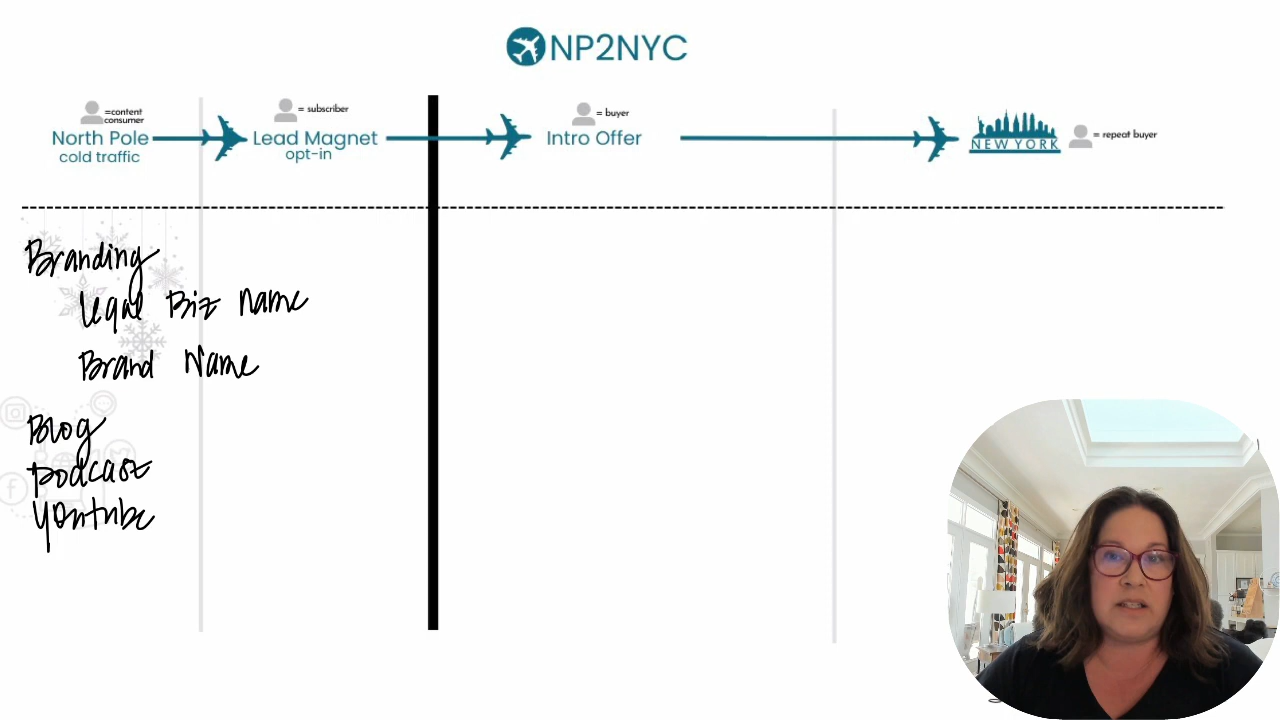 NP2NYC
=content
consumer
= subscriber
= buyer
= repeat buyer
North Pole
cold traffic
Lead Magnet
opt-in
Intro Offer
NEW YORK
Branding
Legal Biz Name
Brand Name
Blog
Podcast
Youtube